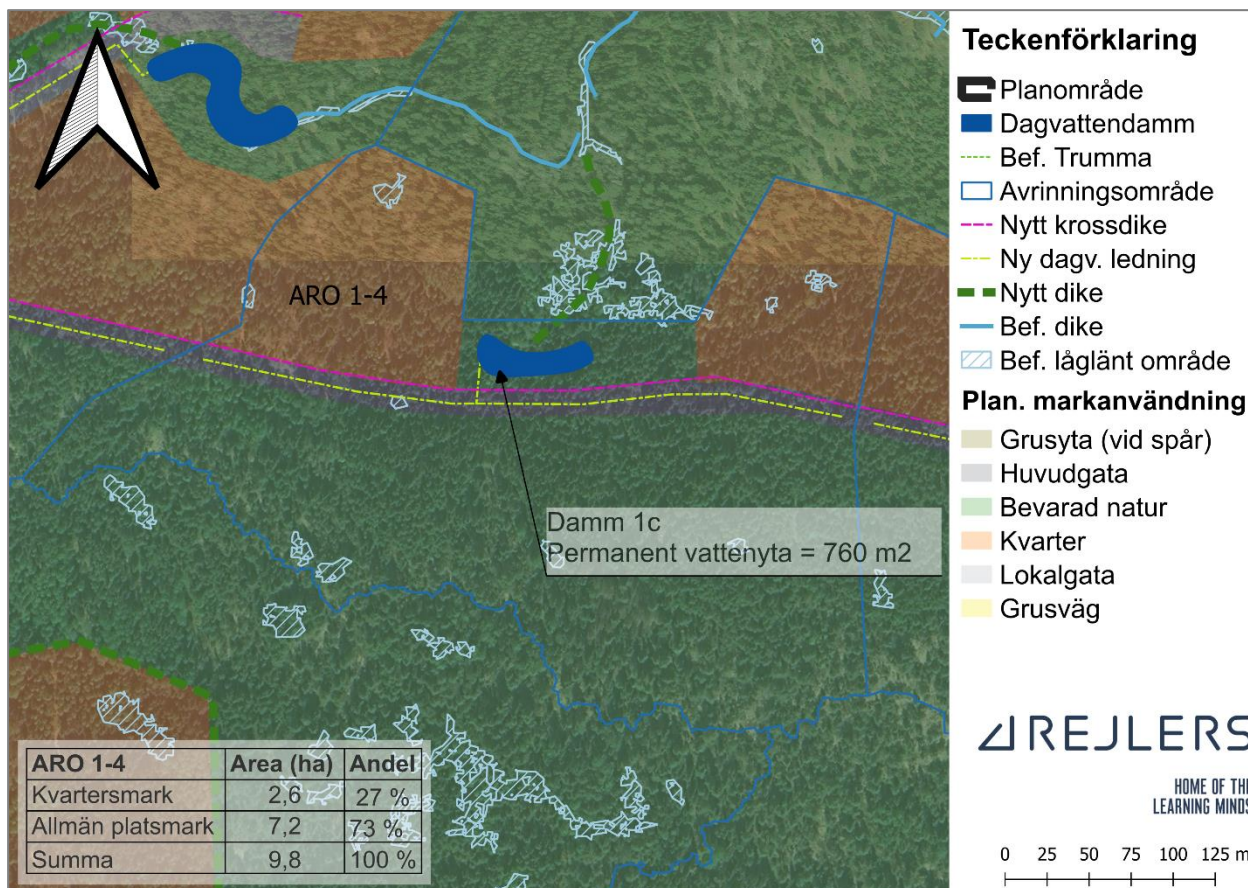 ARO 1-4
Damm 1c
Permanent vattenyta = 760 m2
ARO 1-4 Area (ha) Andel
Kvartersmark 2,6 27 %
Allmän platsmark 7,2 73 %
Summa 9,8 100 %
Teckenförklaring
Planområde
Dagvattendamm
Bef. Trumma
Avrinningsområde
Nytt krossdike
Ny dagv. ledning
Nytt dike
Bef. dike
Bef. låglänt område
Plan. markanvändning
Grusyta (vid spår)
Huvudgata
Bevarad natur
Kvarter
Lokalgata
Grusväg
REJLERS
HOME OF THE
LEARNING MINDS
0 25 50 75 100 125 m